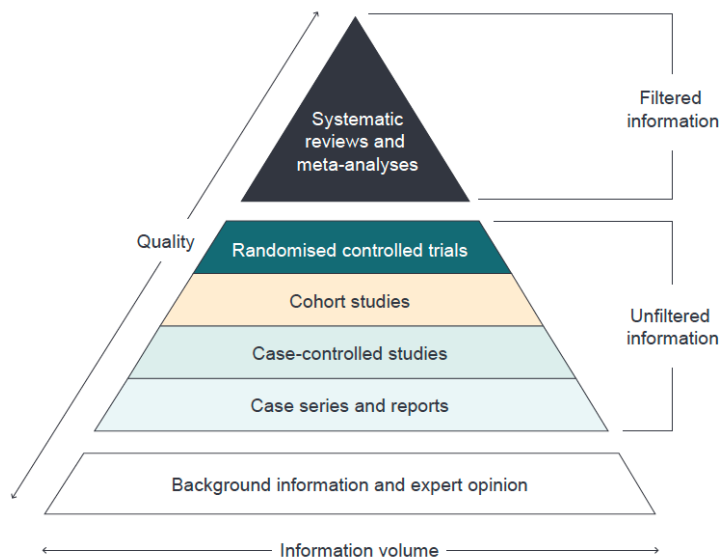 Systematic
reviews and
meta-analyses
Filtered
information
Quality
Randomised controlled trials
Cohort studies
Unfiltered
information
Case-controlled studies
Case series and reports
Background information and expert opinion
Information volume